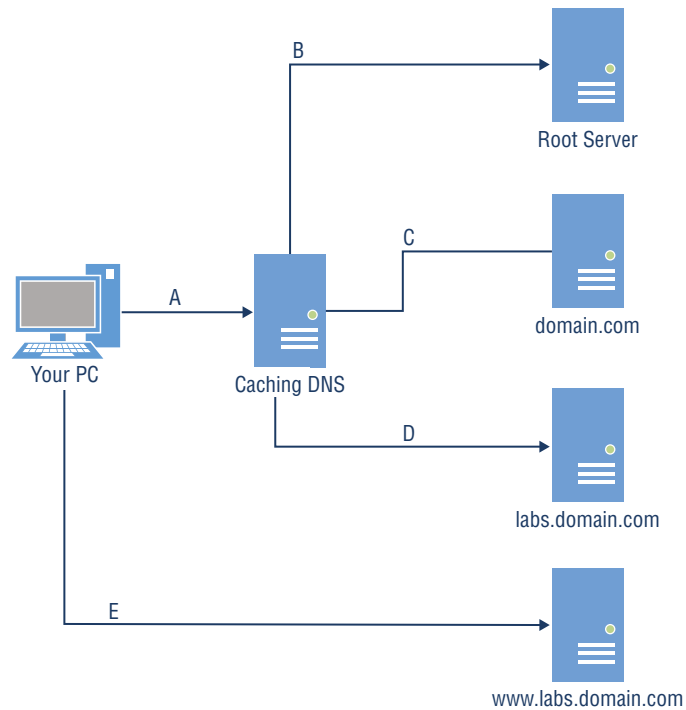 B
Root Server
C
domain.com
A
Your PC
Caching DNS
D
labs.domain.com
E
www.labs.domain.com